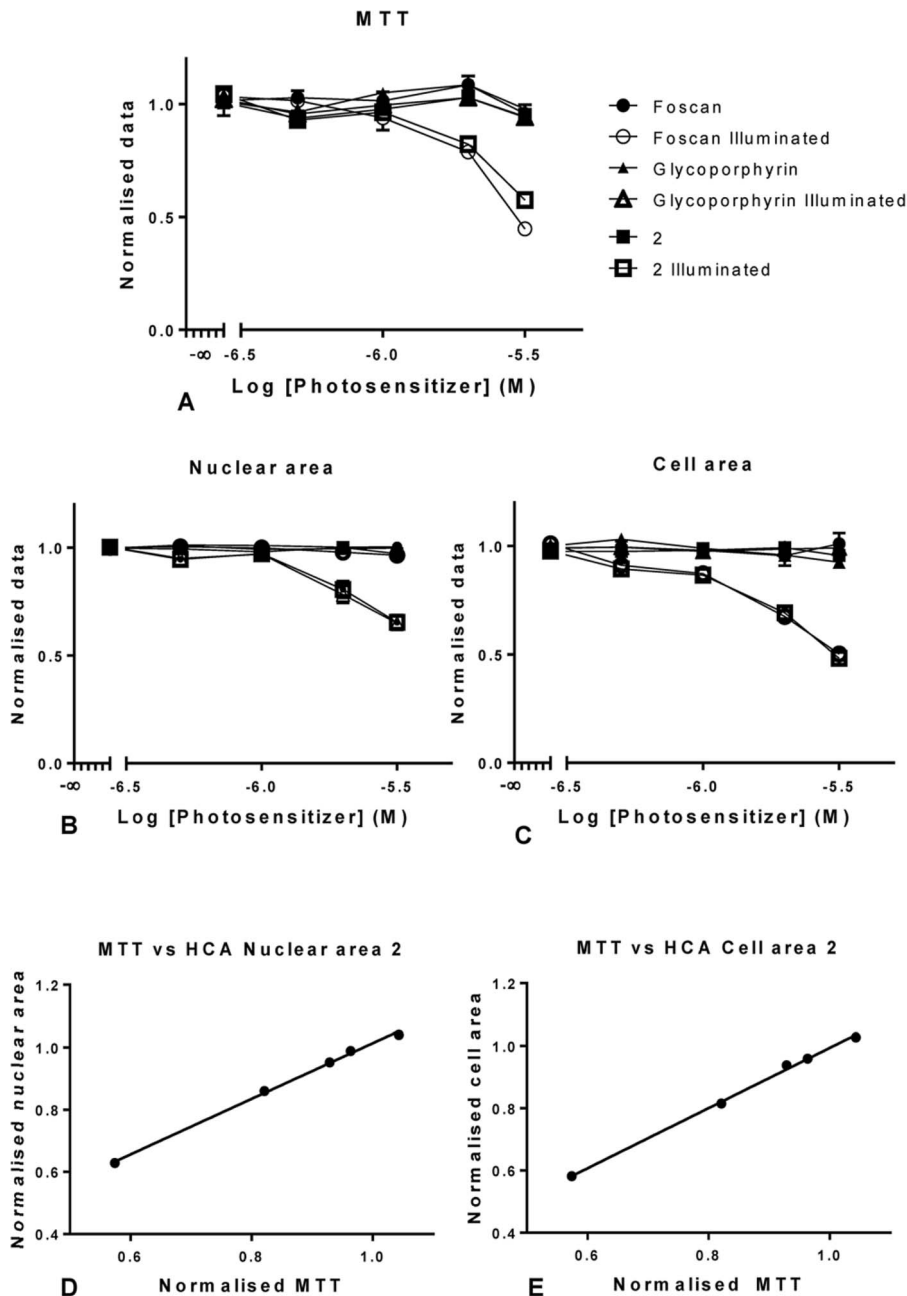 MTT
Normalised data
1.0
0.5
0.0
-∞
-6.5
-6.0
-5.5
Log [Photosensitizer] (M)
A
Foscan
Foscan Illuminated
Glycoporphyrin
Glycoporphyrin Illuminated
2
2 Illuminated
Nuclear area
Normalised data
1.0
0.5
0.0
-∞
-6.5
-6.0
-5.5
Log [Photosensitizer] (M)
B
Cell area
Normalised data
1.0
0.5
0.0
-∞
-6.5
-6.0
-5.5
Log [Photosensitizer] (M)
C
MTT vs HCA Nuclear area 2
Normalised nuclear area
1.2
1.0
0.8
0.6
0.4
0.6
0.8
1.0
Normalised MTT
D
MTT vs HCA Cell area 2
Normalised cell area
1.2
1.0
0.8
0.6
0.4
0.6
0.8
1.0
Normalised MTT
E